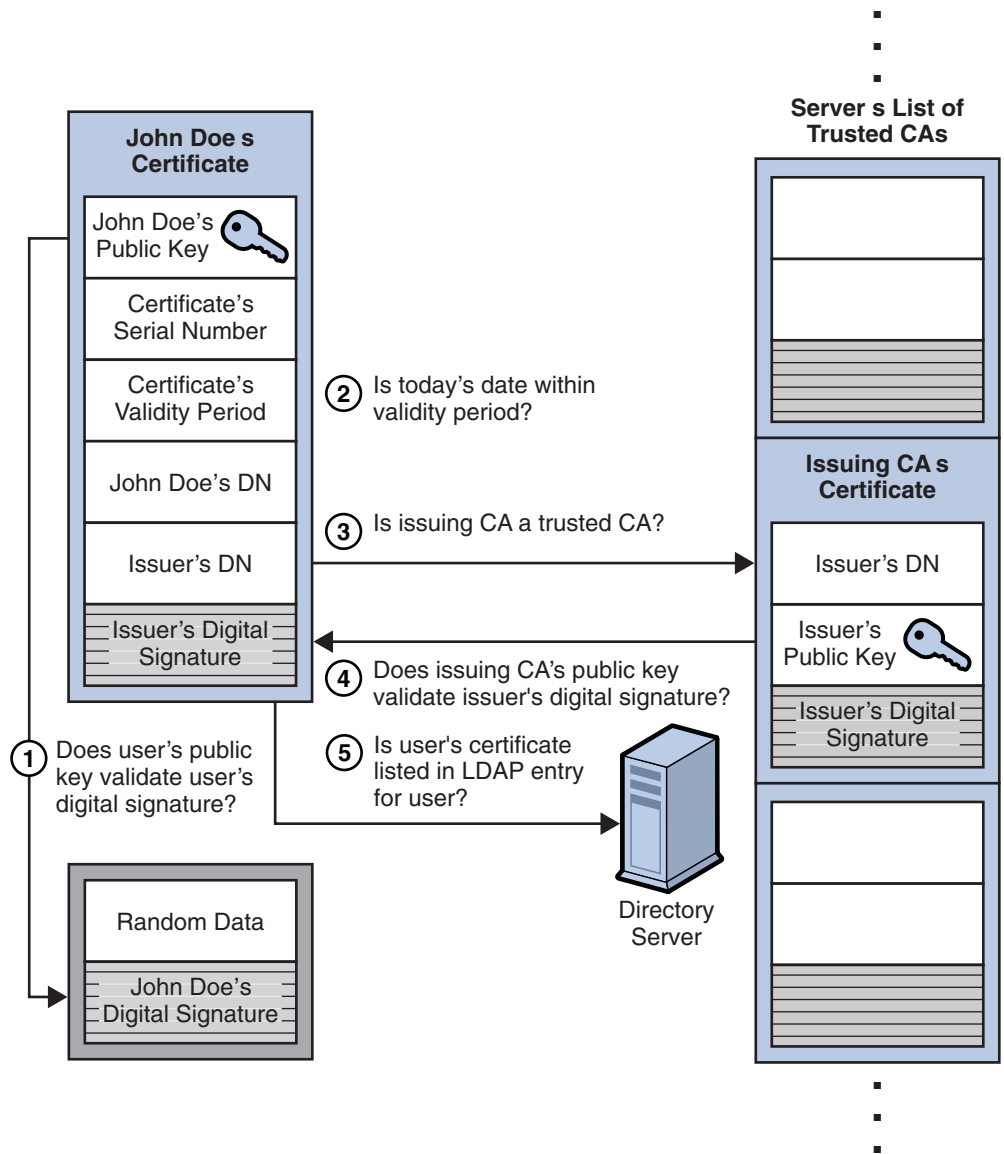 Server s List of
Trusted CAs
John Doe s
Certificate
John Doe's
Public Key
Certificate's
Serial Number
Certificate's
Validity Period
John Doe's DN
Issuer's DN
Issuer's Digital
Signature
2 Is today's date within
validity period?
3 Is issuing CA a trusted CA?
Issuing CA s
Certificate
Issuer's DN
Issuer's
Public Key
Issuer's Digital
Signature
4 Does issuing CA's public key
validate issuer's digital signature?
1 Does user's public
key validate user's
digital signature?
5 Is user's certificate
listed in LDAP entry
for user?
Directory
Server
Random Data
John Doe's
Digital Signature